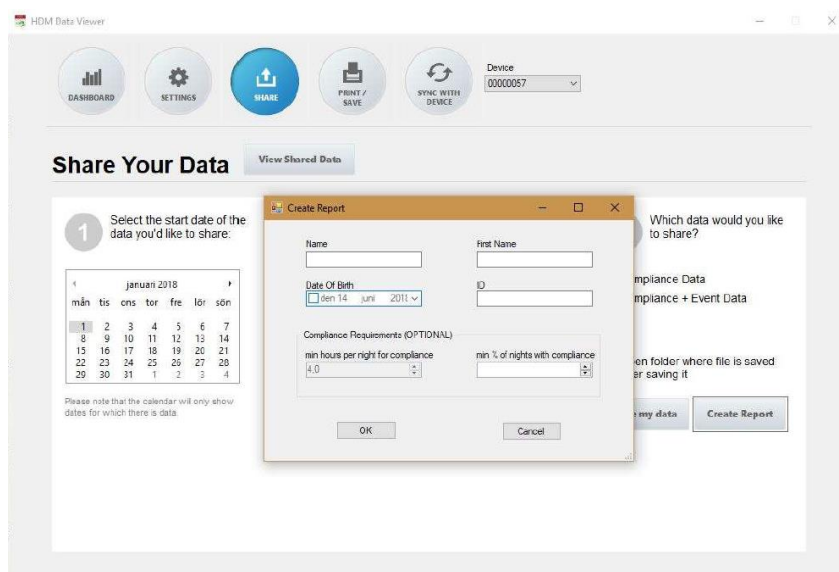 HDM Data Viewer
DASHBOARD
SETTINGS
SHARE
PRINT /
SAVE
SYNC WITH
DEVICE
Device
00000057
Share Your Data
View Shared Data
1
Select the start date of the
data you'd like to share:
januari 2018
mån tis ons tor fre lör sön
1 2 3 4 5 6 7
8 9 10 11 12 13 14
15 16 17 18 19 20 21
22 23 24 25 26 27 28
29 30 31 1 2 3 4
Please note that the calendar will only show
dates for which there is data
Create Report
Name
First Name
Date Of Birth
den 14 juni
ID
Compliance Requirements (OPTIONAL)
min hours per night for compliance
4.0
min % of nights with compliance
OK
Cancel
Which data would you like
to share?
mpliance Data
mpliance + Event Data
en folder where file is saved
er saving it
my data
Create Report